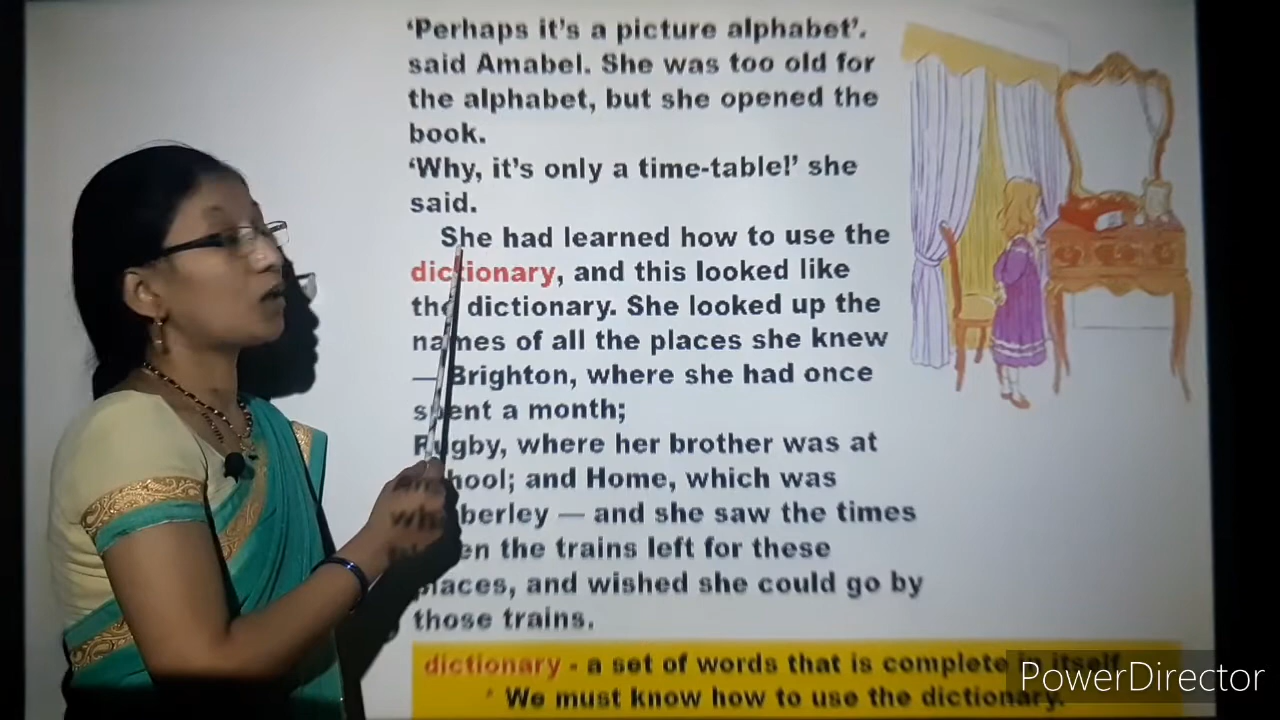 ‘Perhaps it’s a picture alphabet’.
said Amabel. She was too old for
the alphabet, but she opened the
book.
‘Why, it’s only a time-table!’ she
said.
She had learned how to use the
dictionary, and this looked like
the dictionary. She looked up the
names of all the places she knew
— Brighton, where she had once
spent a month;
Rugby, where her brother was at
school; and Home, which was
berley — and she saw the times
the trains left for these
places, and wished she could go by
those trains.
dictionary - a set of words that is complete in itself
We must know how to use the dictionary.
PowerDirector